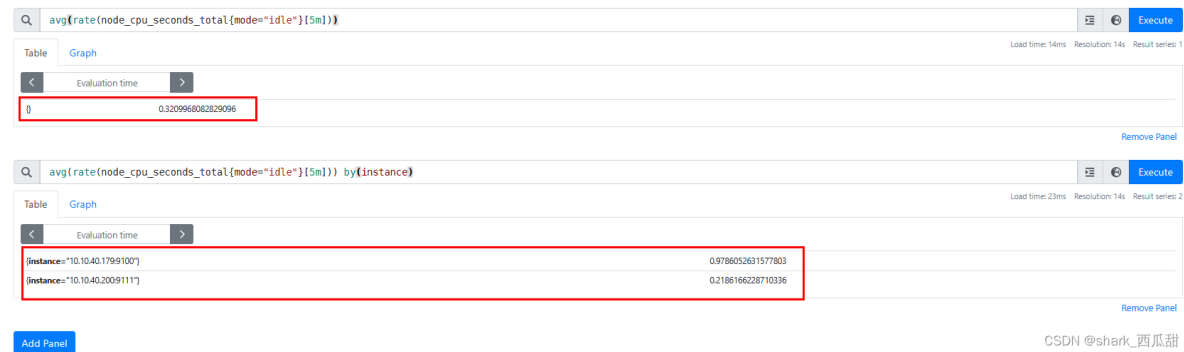 avg(rate(node_cpu_seconds_total{mode="idle"}[5m])) Execute
Table Graph Load time: 14ms Resolution: 14s Result series: 1
< Evaluation time >
{} 0.3209968082829096
Remove Panel
avg(rate(node_cpu_seconds_total{mode="idle"}[5m])) by(instance) Execute
Table Graph Load time: 23ms Resolution: 14s Result series: 2
< Evaluation time >
{instance="10.10.40.179:9100"} 0.9786052631577803
{instance="10.10.40.200:9111"} 0.2186166228710336
Remove Panel
Add Panel
CSDN @shark_西瓜甜